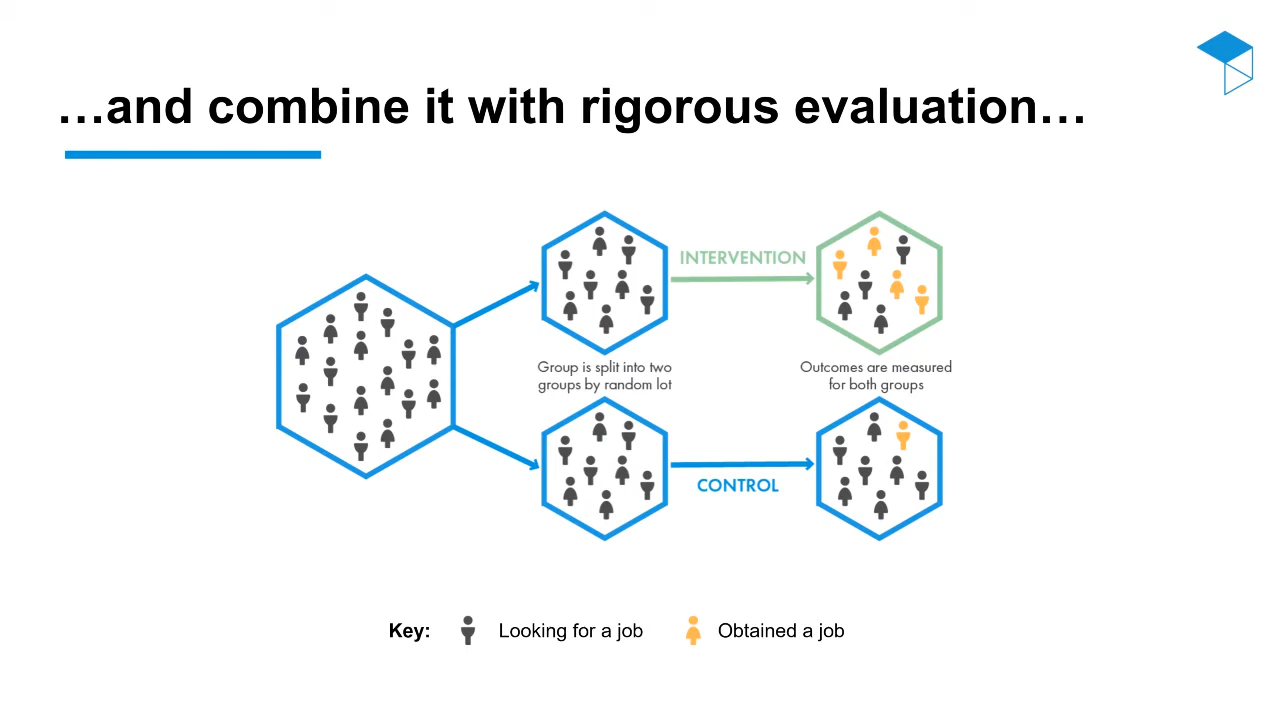 …and combine it with rigorous evaluation…
INTERVENTION
Group is split into two
groups by random lot
Outcomes are measured
for both groups
CONTROL
Key: Looking for a job Obtained a job